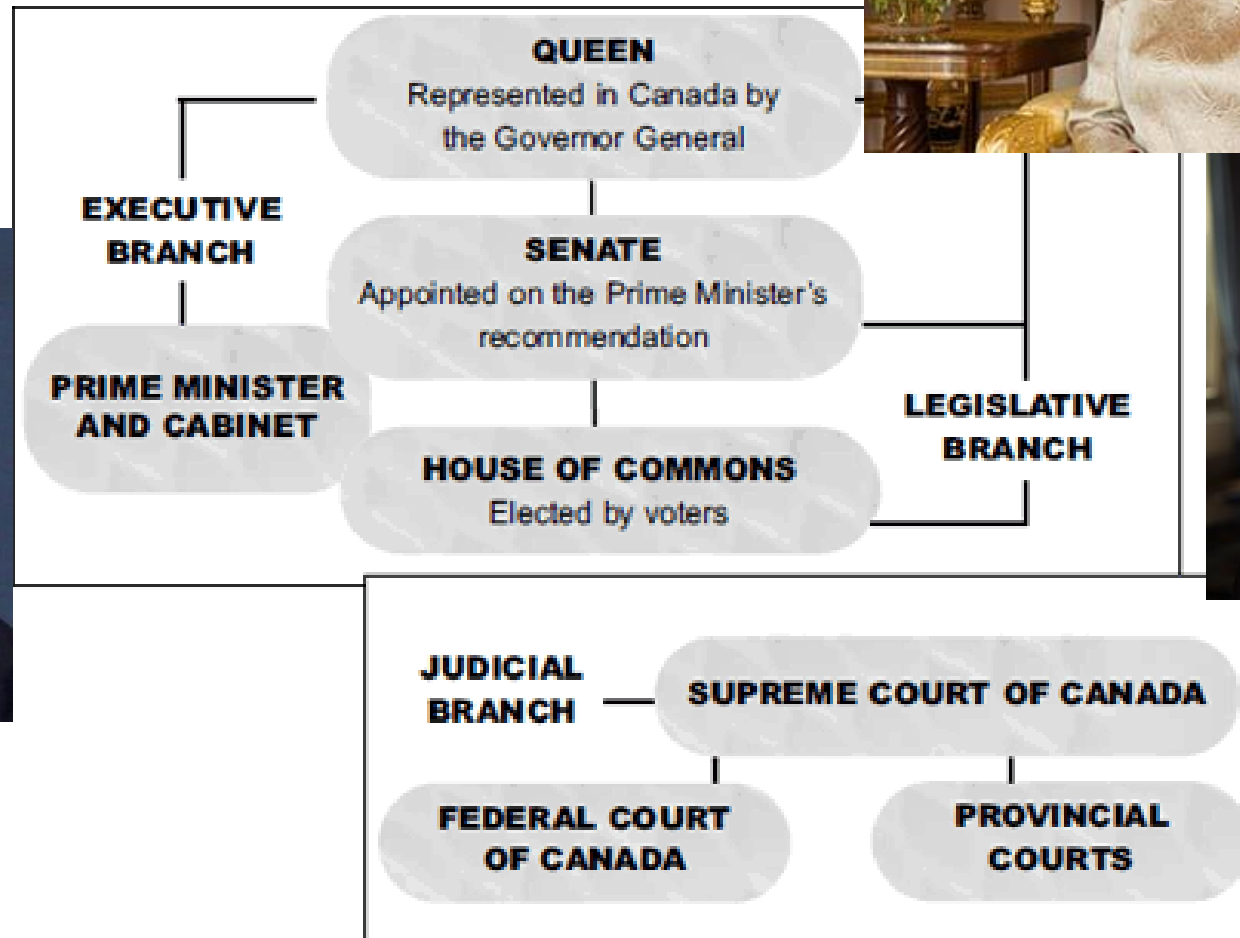 QUEEN
Represented in Canada by
the Governor General
EXECUTIVE
BRANCH
SENATE
Appointed on the Prime Minister's
recommendation
PRIME MINISTER
AND CABINET
LEGISLATIVE
BRANCH
HOUSE OF COMMONS
Elected by voters
JUDICIAL
BRANCH
SUPREME COURT OF CANADA
FEDERAL COURT
OF CANADA
PROVINCIAL
COURTS